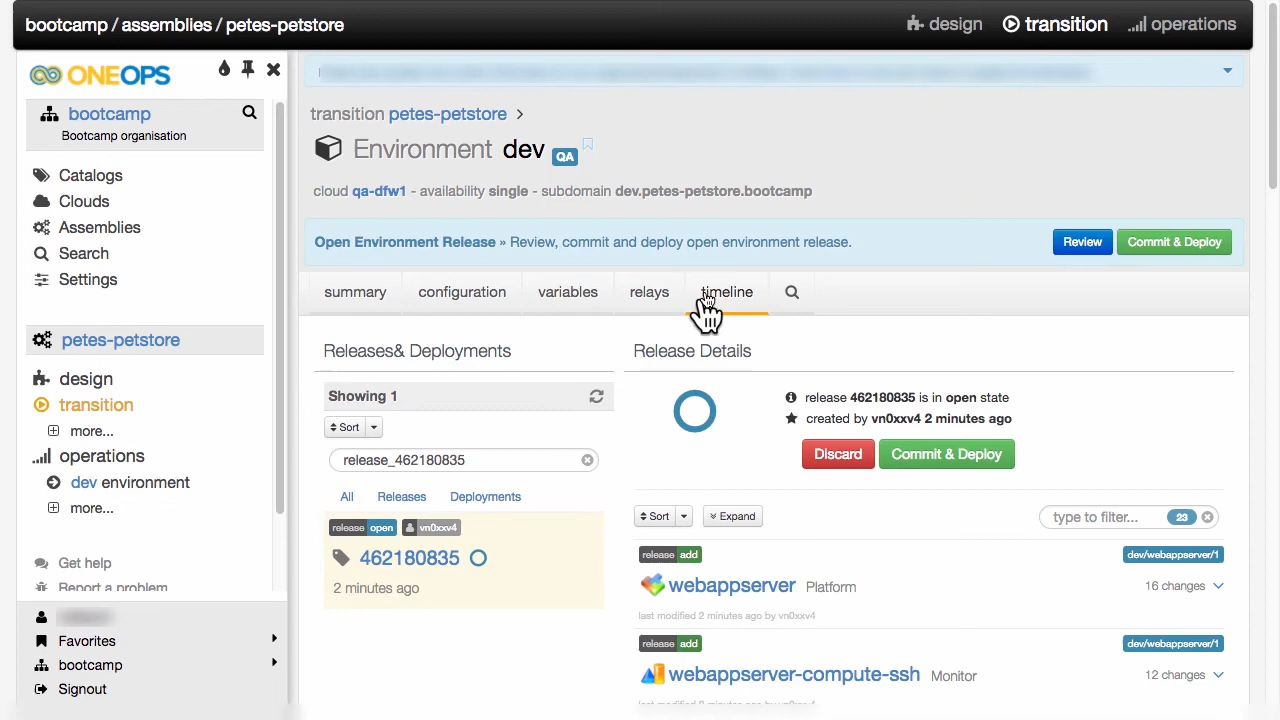 bootcamp / assemblies / petes-petstore
design
transition
operations
ONEOPS
bootcamp
Bootcamp organisation
Catalogs
Clouds
Assemblies
Search
Settings
petes-petstore
design
transition
more...
operations
dev environment
more...
Get help
Report a problem
Favorites
bootcamp
Signout
transition petes-petstore >
Environment dev QA
cloud qa-dfw1 - availability single - subdomain dev.petes-petstore.bootcamp
Open Environment Release » Review, commit and deploy open environment release.
Review
Commit & Deploy
summary
configuration
variables
relays
timeline
Releases& Deployments
Showing 1
Sort
release_462180835
All
Releases
Deployments
release open
vn0xxv4
462180835
2 minutes ago
Release Details
release 462180835 is in open state
created by vn0xxv4 2 minutes ago
Discard
Commit & Deploy
Sort
Expand
type to filter...
23
release add
dev/webappserver/1
webappserver Platform
16 changes
last modified 2 minutes ago by vn0xxv4
release add
dev/webappserver/1
webappserver-compute-ssh Monitor
12 changes